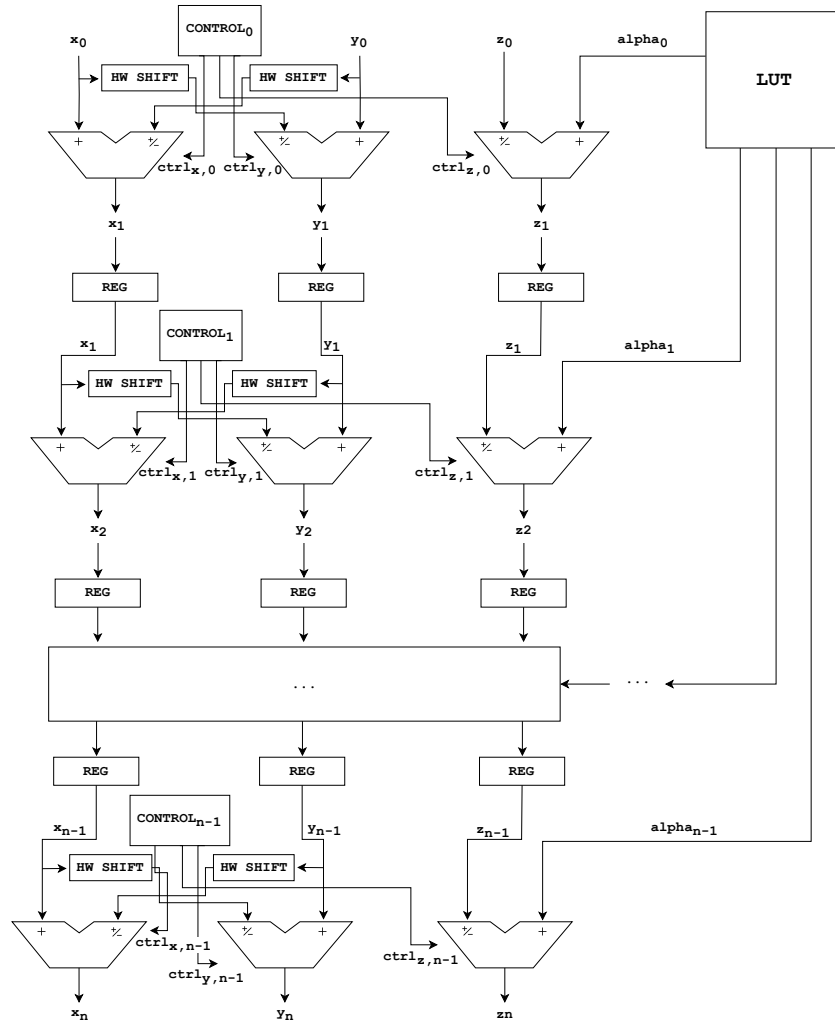 x0 CONTROL0 y0 z0 alpha0 LUT
HW SHIFT HW SHIFT
+ +/- +/- + +/- +
ctrlx,0 ctrly,0 ctrlz,0
x1 y1 z1
REG REG REG
x1 CONTROL1 y1 z1 alpha1
HW SHIFT HW SHIFT
+ +/- +/- + +/- +
ctrlx,1 ctrly,1 ctrlz,1
x2 y2 z2
REG REG REG
... ...
REG REG REG
xn-1 CONTROLn-1 yn-1 zn-1 alphan-1
HW SHIFT HW SHIFT
+ +/- +/- + +/- +
ctrlx,n-1 ctrly,n-1 ctrlz,n-1
xn yn zn